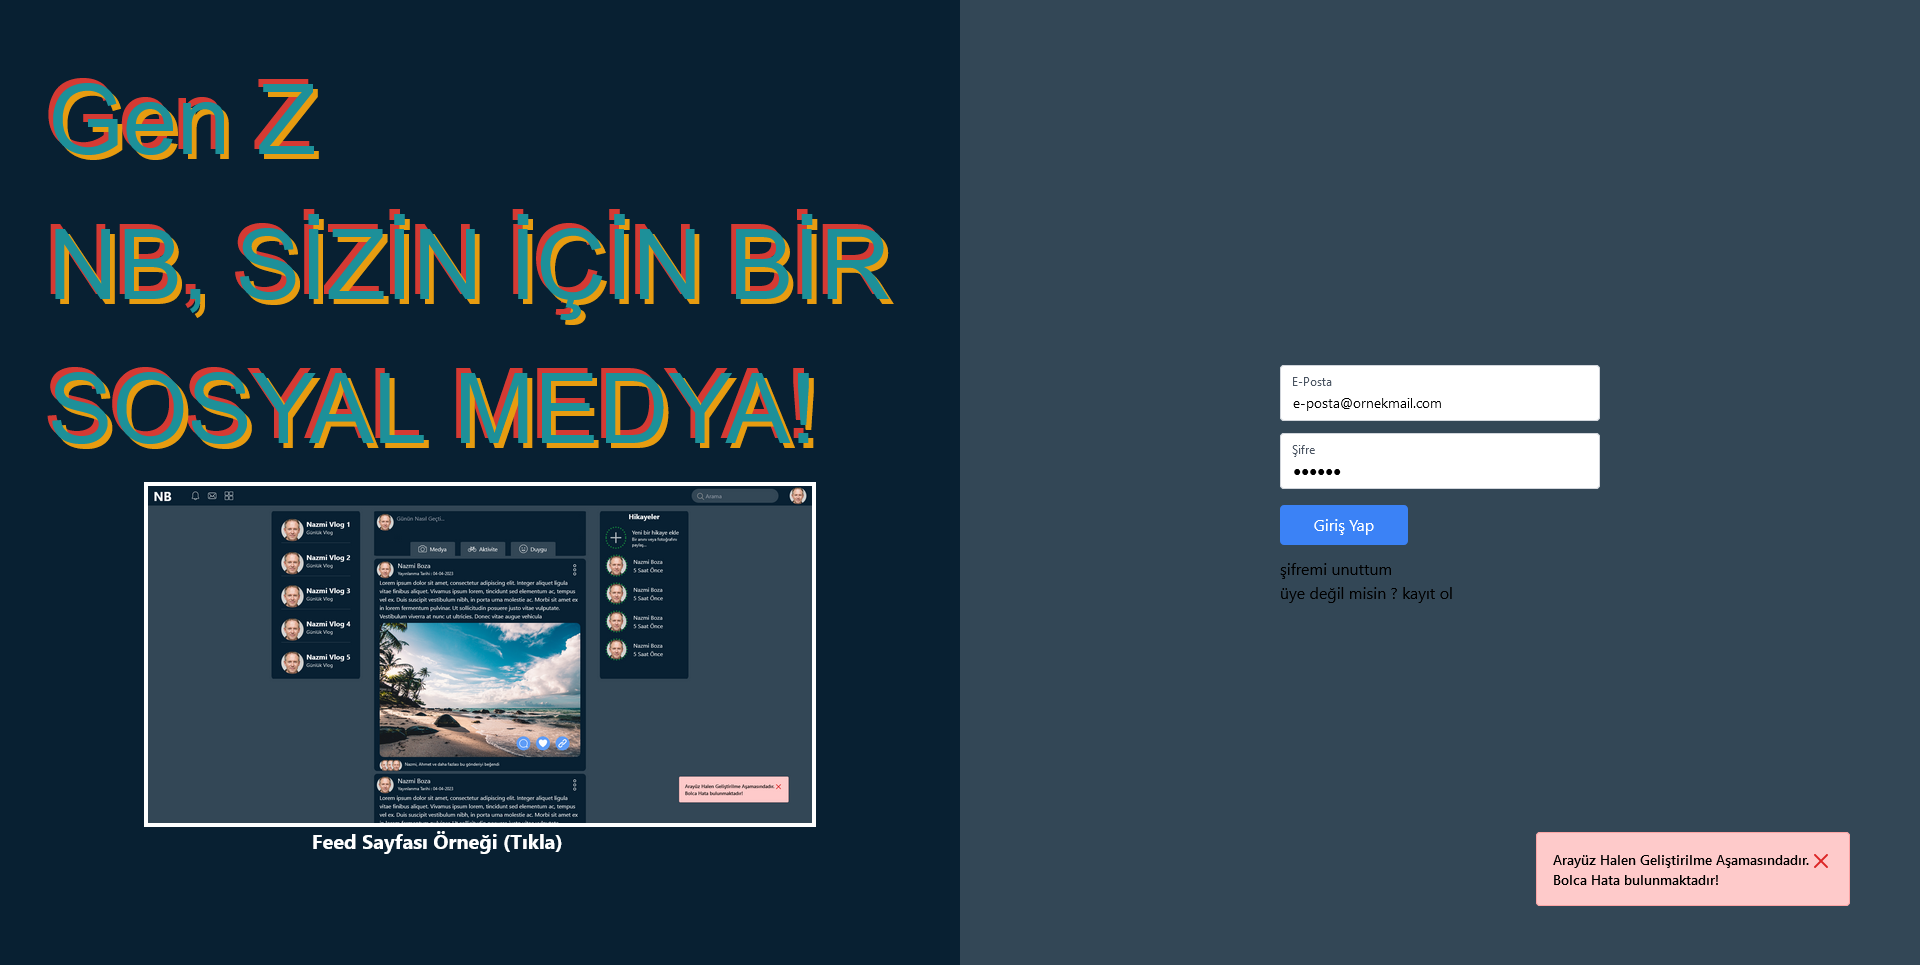 Gen Z
NB, SİZİN İÇİN BİR
SOSYAL MEDYA!
NB
Arama
Nazmi Vlog 1
Günlük Vlog
Nazmi Vlog 2
Günlük Vlog
Nazmi Vlog 3
Günlük Vlog
Nazmi Vlog 4
Günlük Vlog
Nazmi Vlog 5
Günlük Vlog
Günün Nasıl Geçti...
Medya
Aktivite
Duygu
Nazmi Boza
Yayınlanma Tarihi : 04-04-2023
Lorem ipsum dolor sit amet, consectetur adipiscing elit. Integer aliquet ligula
vitae finibus aliquet. Vivamus ipsum lorem, tincidunt sed elementum ac, tempus
vel ex. Duis suscipit vestibulum nibh, in porta urna molestie ac. Morbi sit amet ex
in lorem fermentum pulvinar. Ut sollicitudin posuere justo vitae vulputate.
Vestibulum viverra at nunc ut ultricies. Donec vitae augue vehicula
Nazmi, Ahmet ve daha fazlası bu gönderiyi beğendi
Nazmi Boza
Yayınlanma Tarihi : 04-04-2023
Lorem ipsum dolor sit amet, consectetur adipiscing elit. Integer aliquet ligula
vitae finibus aliquet. Vivamus ipsum lorem, tincidunt sed elementum ac, tempus
vel ex. Duis suscipit vestibulum nibh, in porta urna molestie ac. Morbi sit amet ex
Hikayeler
Yeni bir hikaye ekle
Bir anını veya fotoğrafını
paylaş...
Nazmi Boza
5 Saat Önce
Nazmi Boza
5 Saat Önce
Nazmi Boza
5 Saat Önce
Nazmi Boza
5 Saat Önce
Arayüz Halen Geliştirilme Aşamasındadır.
Bolca Hata bulunmaktadır!
Feed Sayfası Örneği (Tıkla)
E-Posta
e-posta@ornekmail.com
Şifre
••••••
Giriş Yap
şifremi unuttum
üye değil misin ? kayıt ol
Arayüz Halen Geliştirilme Aşamasındadır.
Bolca Hata bulunmaktadır!